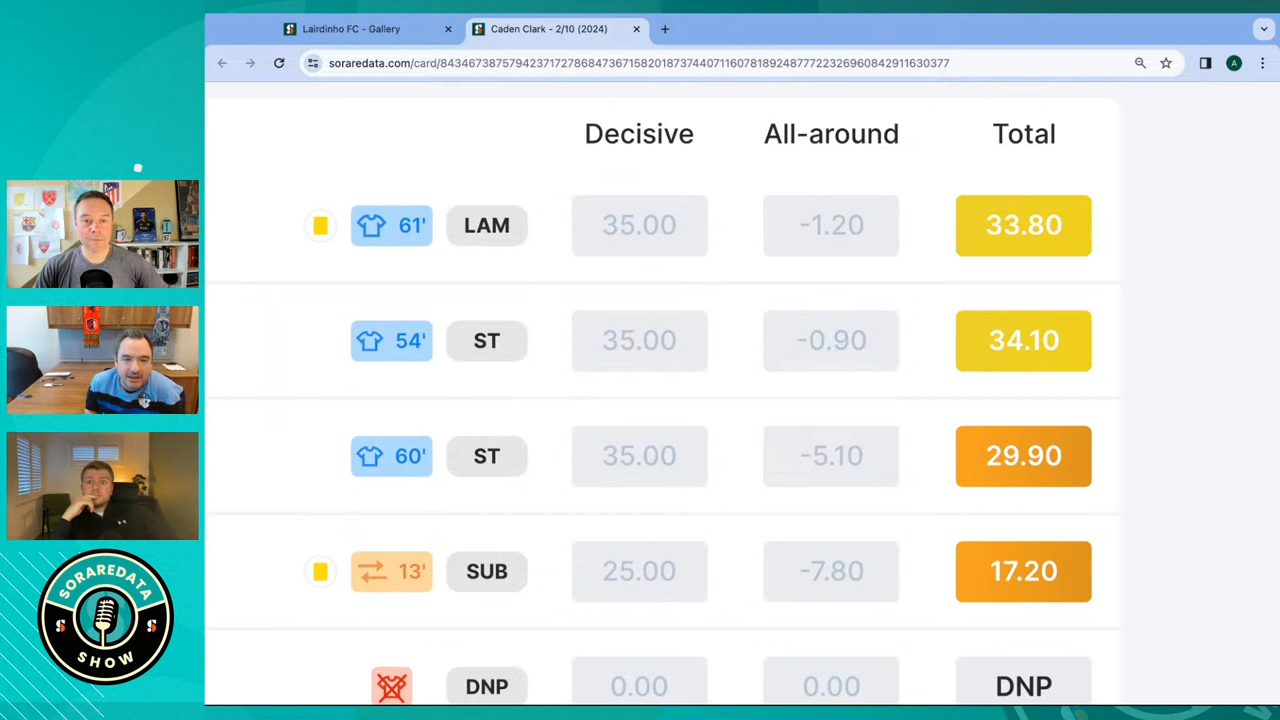 Lairdinho FC - Gallery
Caden Clark - 2/10 (2024)
soraredata.com/card/84346738757942371727868473671582018737440711607818924877722326960842911630377
A
Decisive All-around Total
61' LAM 35.00 -1.20 33.80
54' ST 35.00 -0.90 34.10
60' ST 35.00 -5.10 29.90
13' SUB 25.00 -7.80 17.20
DNP 0.00 0.00 DNP
SORAREDATA
SHOW